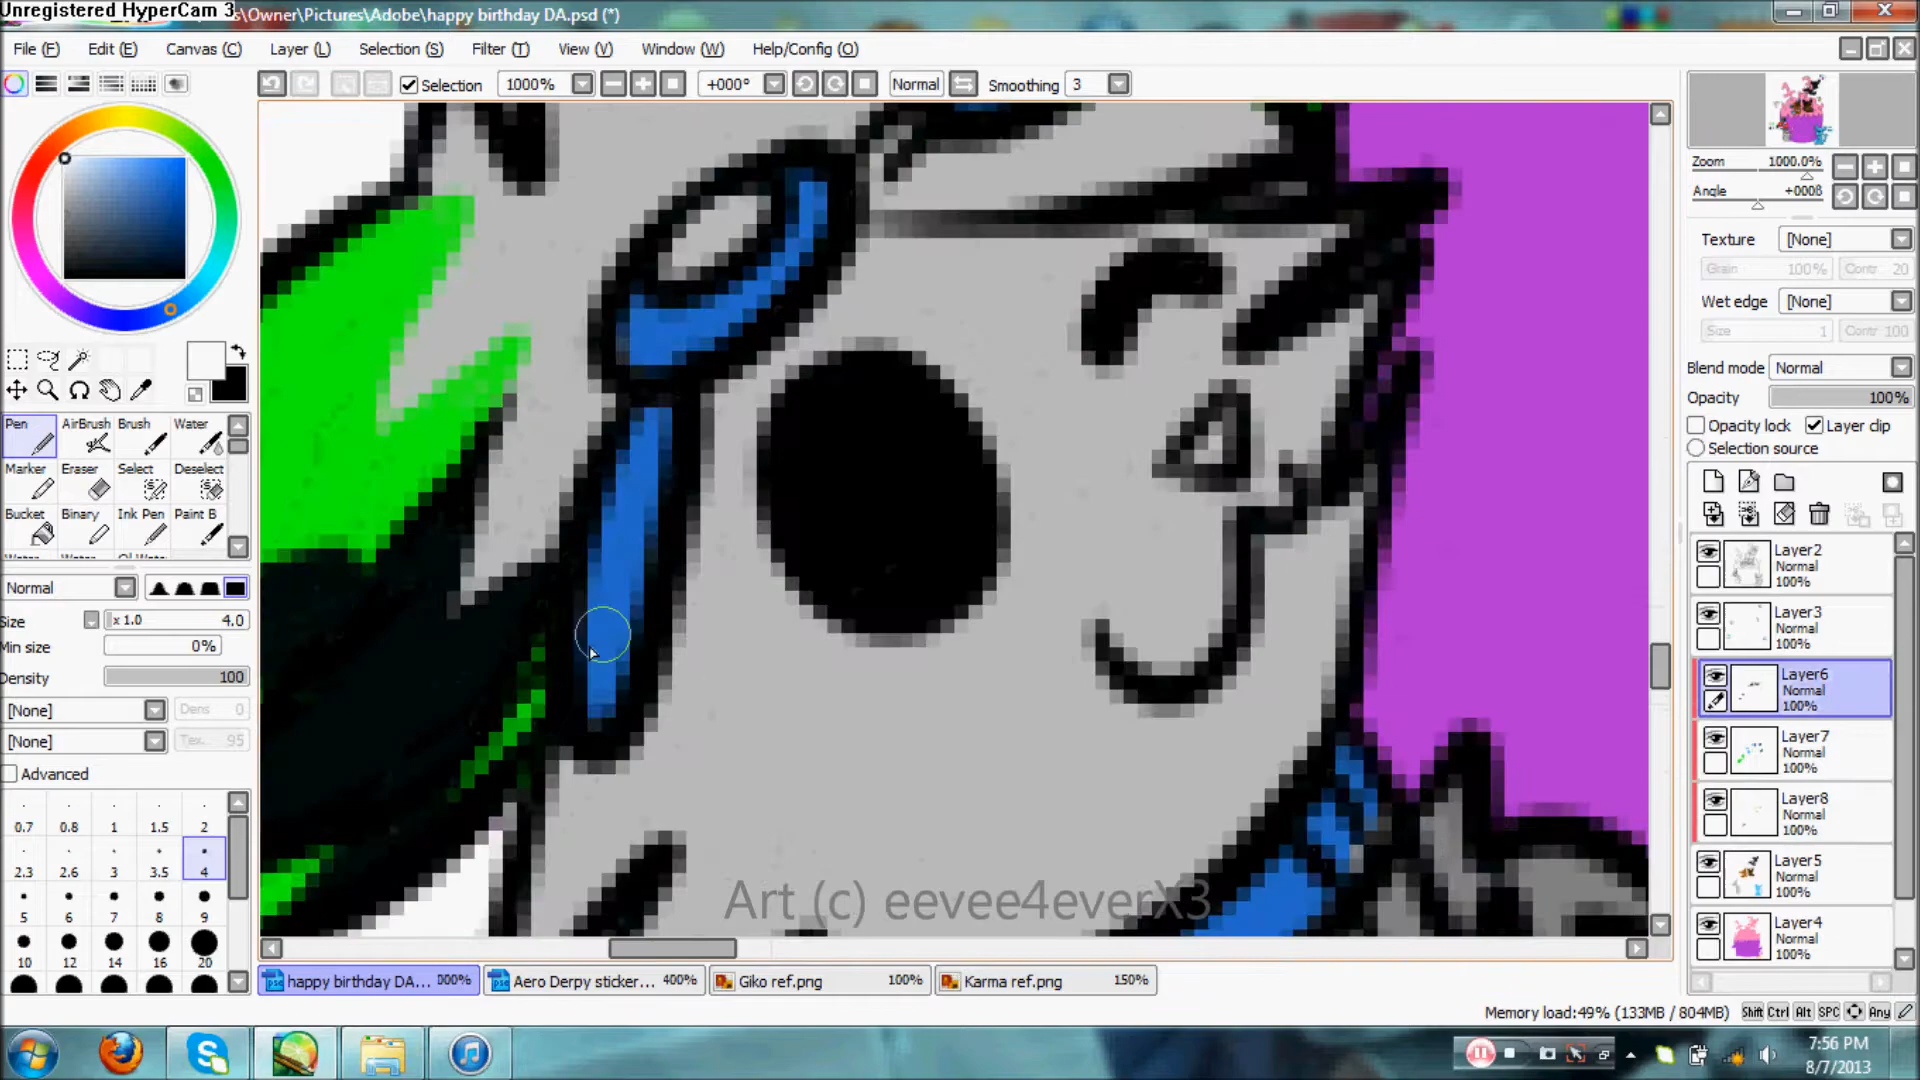 Unregistered HyperCam 3
s\Owner\Pictures\Adobe\happy birthday DA.psd (*)
File (F) Edit (E) Canvas (C) Layer (L) Selection (S) Filter (T) View (V) Window (W) Help/Config (O)
Selection 1000% +000° Normal Smoothing 3
Zoom 1000.0%
Angle
Texture [None]
Grain 100% Contr 20
Wet edge [None]
Size 1 Contr 100
Blend mode Normal
Opacity 100%
Opacity lock Layer clip
Selection source
Pen AirBrush Brush Water
Marker Eraser Select Deselect
Bucket Binary Ink Pen Paint B
Normal
Size x 1.0 4.0
Min size 0%
Density 100
[None] Dens 0
[None] Tex. 95
Advanced
0.7 0.8 1 1.5 2
2.3 2.6 3 3.5 4
5 6 7 8 9
10 12 14 16 20
Layer2
Normal
100%
Layer3
Normal
100%
Layer6
Normal
100%
Layer7
Normal
100%
Layer8
Normal
100%
Layer5
Normal
100%
Layer4
Normal
100%
Art (c) eevee4everX3
happy birthday DA... 000% Aero Derpy sticker... 400% Giko ref.png 100% Karma ref.png 150%
Memory load:49% (133MB / 804MB) Shift Ctrl Alt SPC Any
7:56 PM
8/7/2013